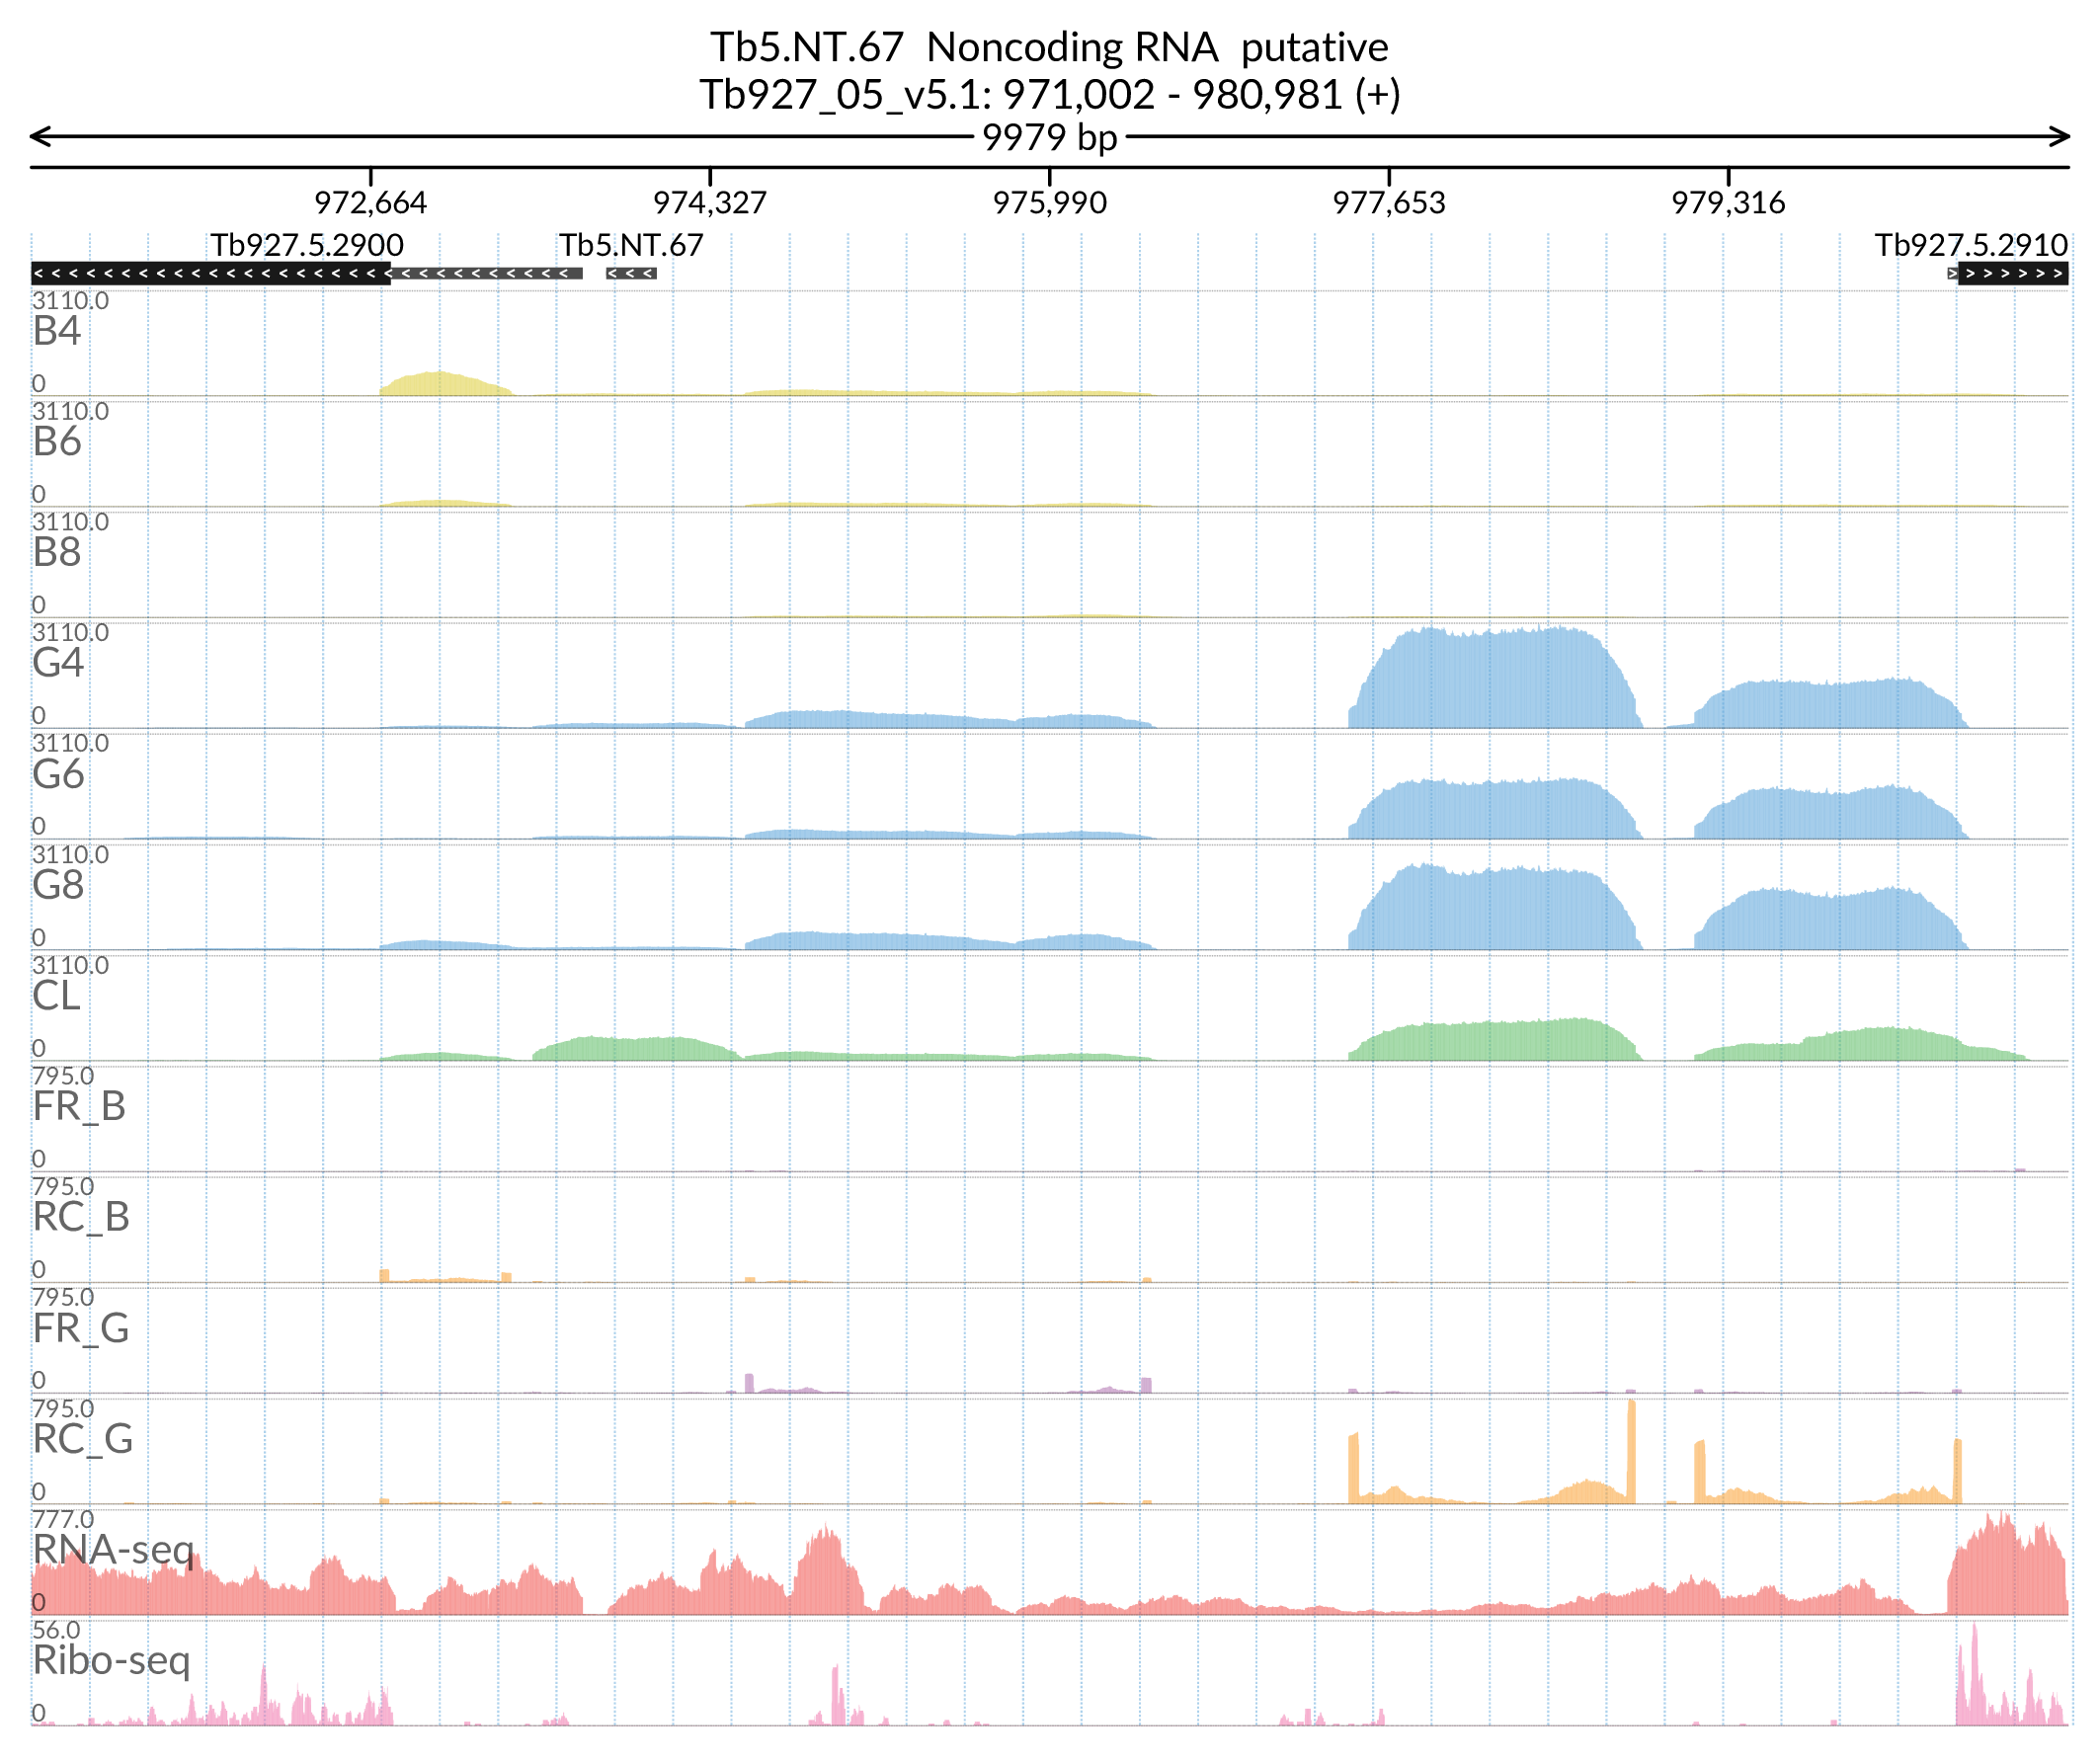 Tb5.NT.67 Noncoding RNA putative
Tb927_05_v5.1: 971,002 - 980,981 (+)
9979 bp
972,664 974,327 975,990 977,653 979,316
Tb927.5.2900 Tb5.NT.67 Tb927.5.2910
3110.0
B4
0
3110.0
B6
0
3110.0
B8
0
3110.0
G4
0
3110.0
G6
0
3110.0
G8
0
3110.0
CL
0
795.0
FR_B
0
795.0
RC_B
0
795.0
FR_G
0
795.0
RC_G
0
777.0
RNA-seq
0
56.0
Ribo-seq
0